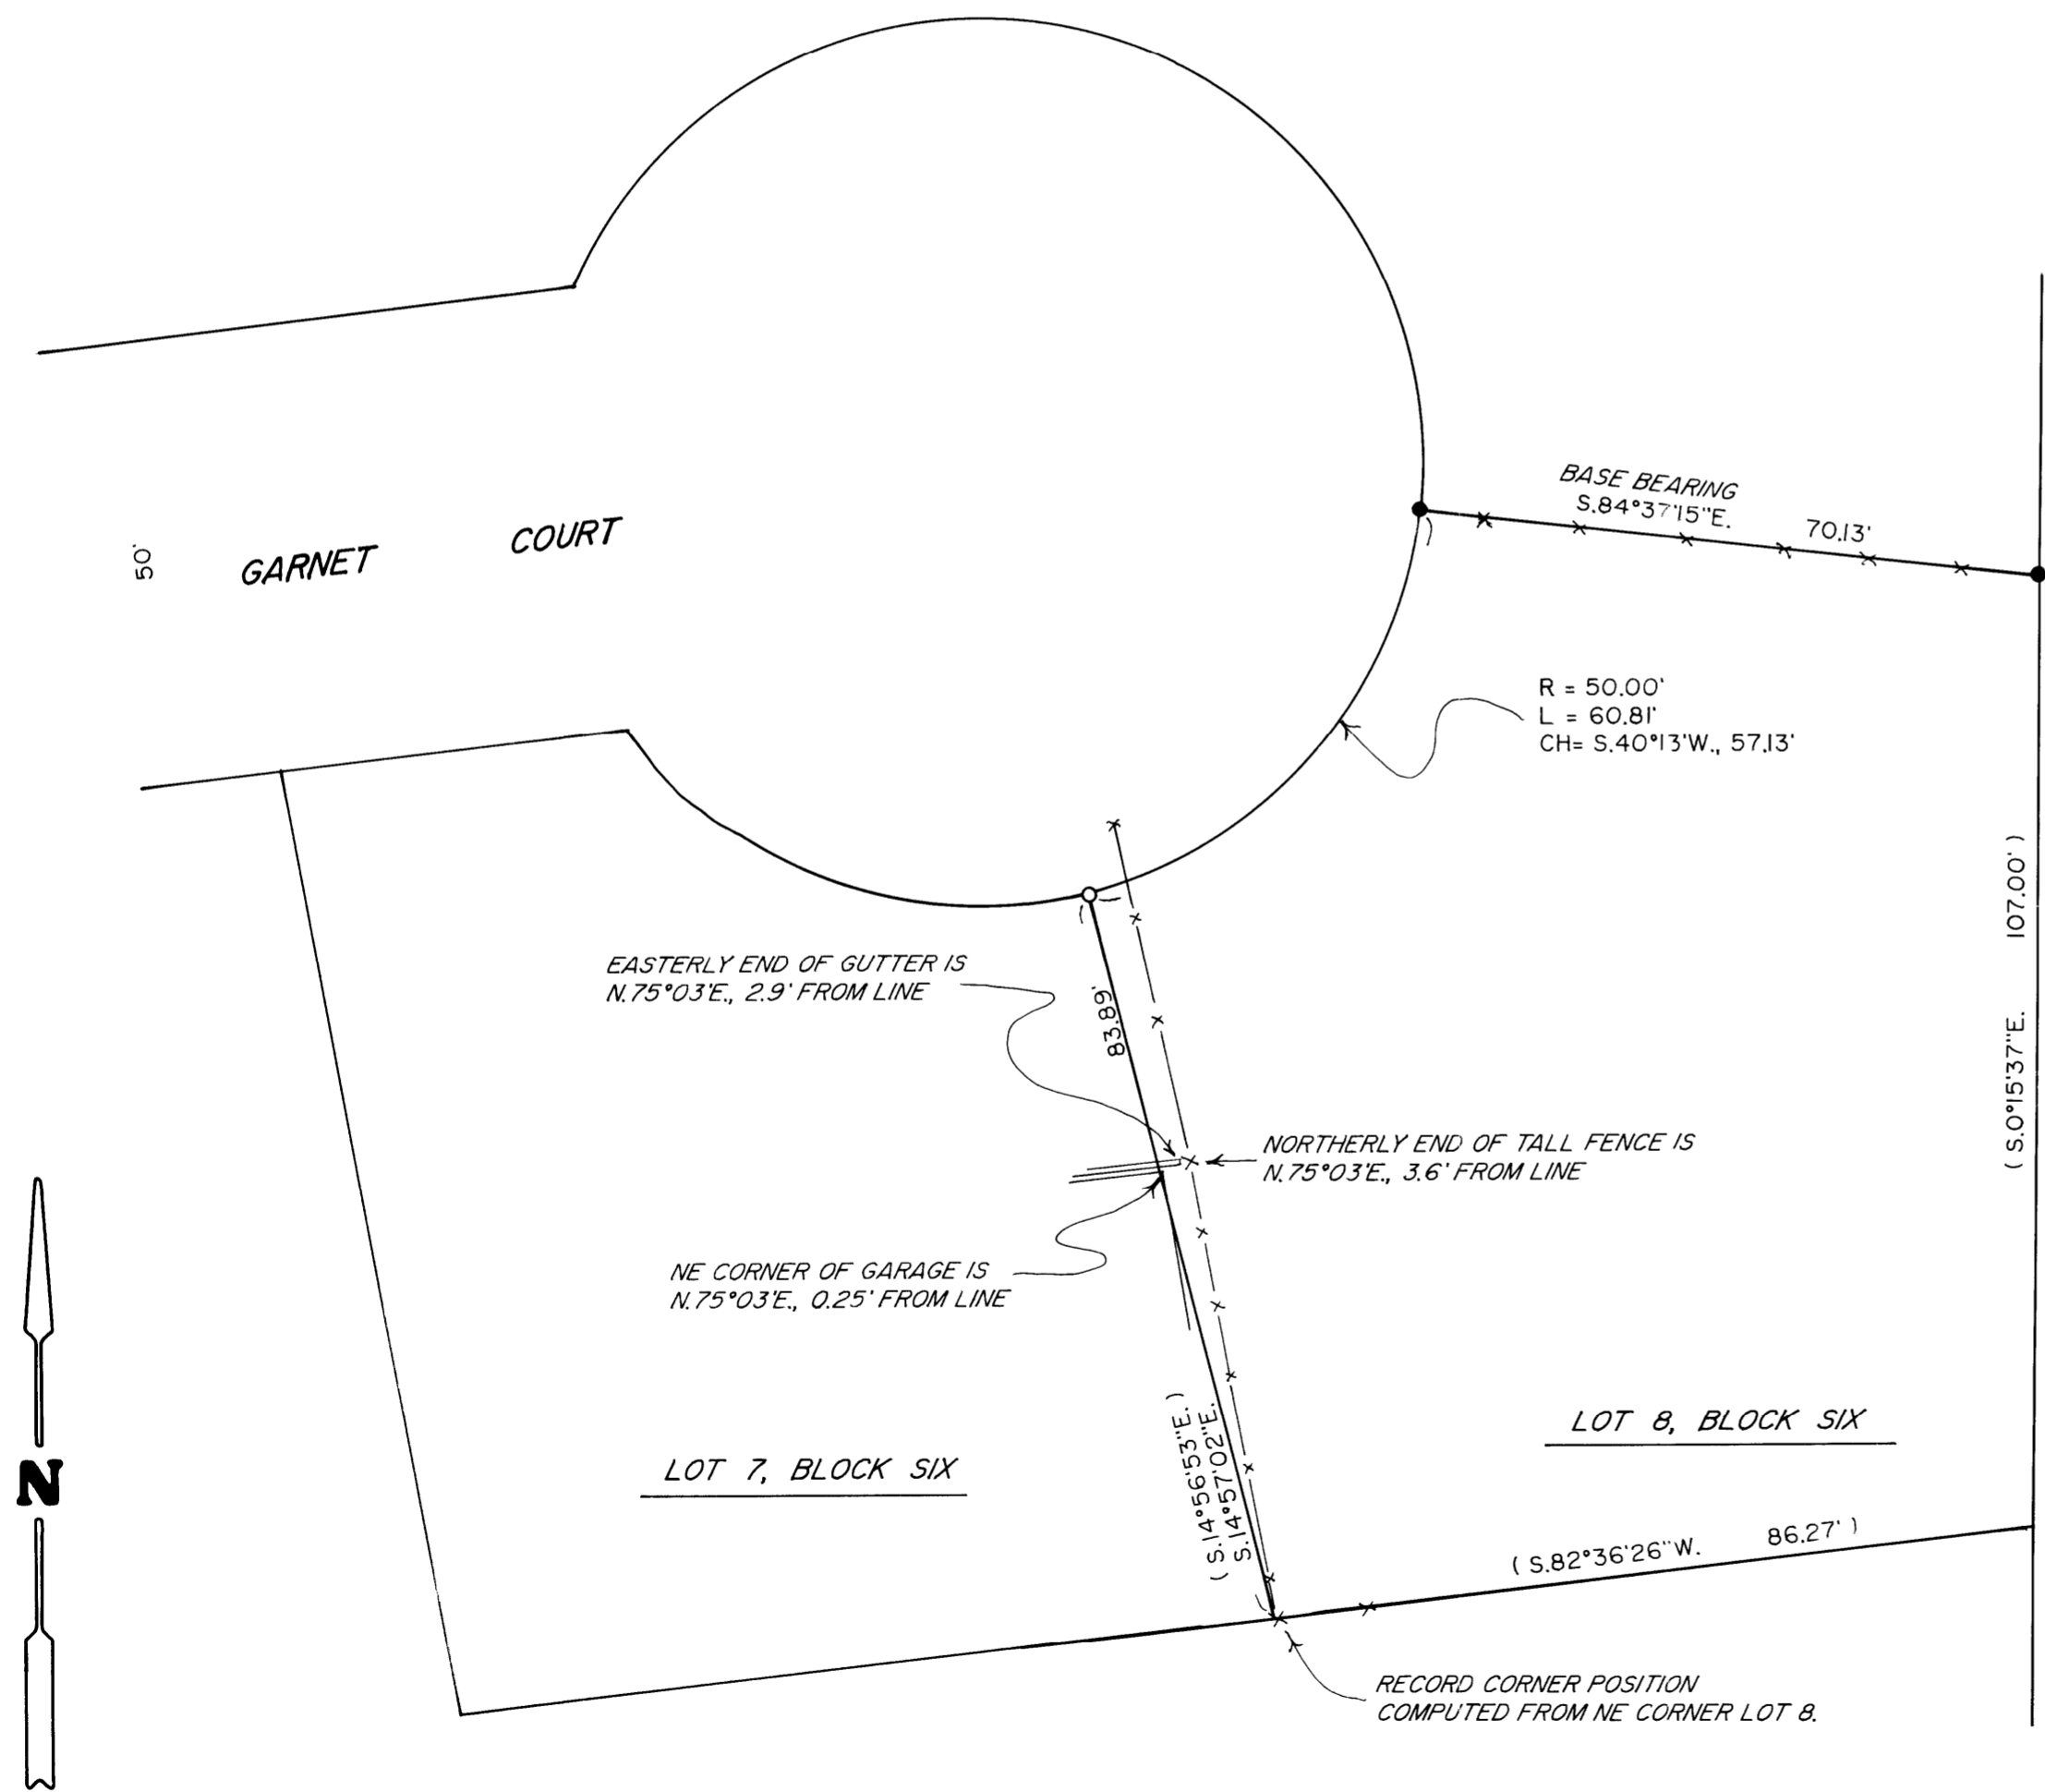 BASE BEARING
S.84°37'15"E. 70.13'
50'
GARNET COURT
R = 50.00'
L = 60.81'
CH= S.40°13'W., 57.13'
( S.0°15'37"E. 107.00' )
EASTERLY END OF GUTTER IS
N.75°03'E., 2.9' FROM LINE
83.89'
NORTHERLY END OF TALL FENCE IS
N.75°03'E., 3.6' FROM LINE
NE CORNER OF GARAGE IS
N.75°03'E., 0.25' FROM LINE
( S.14°56'53"E. )
S.14°57'02"E.
LOT 8, BLOCK SIX
LOT 7, BLOCK SIX
N
( S.82°36'26"W. 86.27' )
RECORD CORNER POSITION
COMPUTED FROM NE CORNER LOT 8.